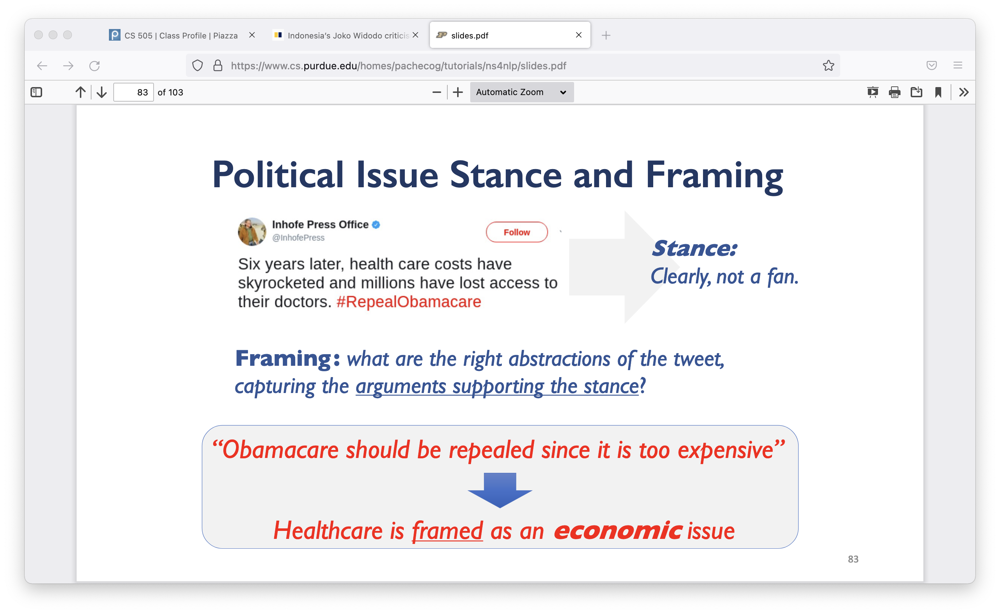 CS 505 | Class Profile | Piazza
Indonesia's Joko Widodo criticis
slides.pdf
https://www.cs.purdue.edu/homes/pachecog/tutorials/ns4nlp/slides.pdf
83 of 103
Automatic Zoom
Political Issue Stance and Framing
Inhofe Press Office
@InhofePress
Follow
Six years later, health care costs have
skyrocketed and millions have lost access to
their doctors. #RepealObamacare
Stance:
Clearly, not a fan.
Framing: what are the right abstractions of the tweet,
capturing the arguments supporting the stance?
“Obamacare should be repealed since it is too expensive”
Healthcare is framed as an economic issue
83